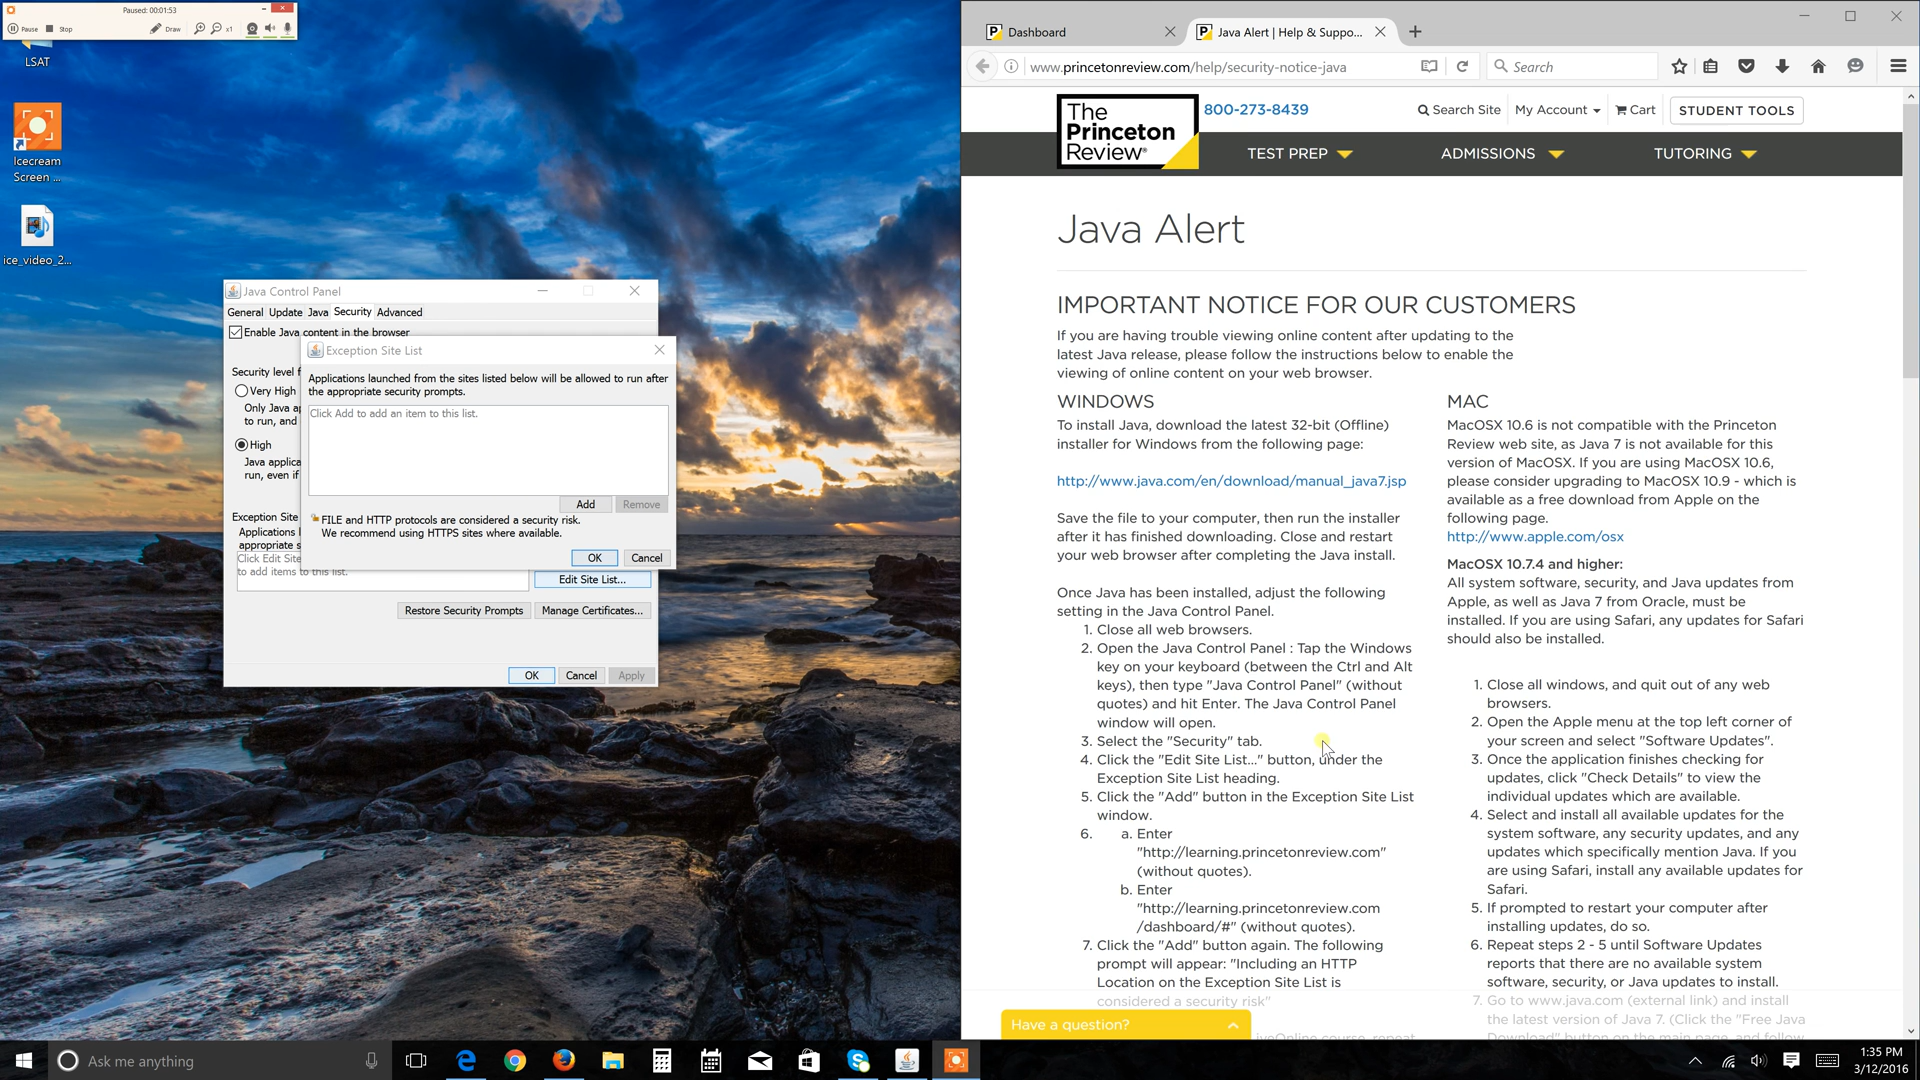 Paused: 00:01:53
Pause Stop Draw x1
LSAT
Icecream
Screen ...
ice_video_2...
Java Control Panel
General Update Java Security Advanced
Enable Java content in the browser
Security level f
Very High
Only Java ap
to run, and
High
Java applica
run, even if
Exception Site
Applications l
appropriate s
Click Edit Site
to add items to this list.
Edit Site List...
Restore Security Prompts Manage Certificates...
OK Cancel Apply
Exception Site List
Applications launched from the sites listed below will be allowed to run after
the appropriate security prompts.
Click Add to add an item to this list.
Add Remove
FILE and HTTP protocols are considered a security risk.
We recommend using HTTPS sites where available.
OK Cancel
Dashboard
Java Alert | Help & Suppo...
www.princetonreview.com/help/security-notice-java
Search
The
Princeton
Review®
800-273-8439
Search Site My Account Cart STUDENT TOOLS
TEST PREP ADMISSIONS TUTORING
Java Alert
IMPORTANT NOTICE FOR OUR CUSTOMERS
If you are having trouble viewing online content after updating to the
latest Java release, please follow the instructions below to enable the
viewing of online content on your web browser.
WINDOWS
To install Java, download the latest 32-bit (Offline)
installer for Windows from the following page:
http://www.java.com/en/download/manual_java7.jsp
Save the file to your computer, then run the installer
after it has finished downloading. Close and restart
your web browser after completing the Java install.
Once Java has been installed, adjust the following
setting in the Java Control Panel.
1. Close all web browsers.
2. Open the Java Control Panel : Tap the Windows
key on your keyboard (between the Ctrl and Alt
keys), then type "Java Control Panel" (without
quotes) and hit Enter. The Java Control Panel
window will open.
3. Select the "Security" tab.
4. Click the "Edit Site List..." button, under the
Exception Site List heading.
5. Click the "Add" button in the Exception Site List
window.
6. a. Enter
"http://learning.princetonreview.com"
(without quotes).
b. Enter
"http://learning.princetonreview.com
/dashboard/#" (without quotes).
7. Click the "Add" button again. The following
prompt will appear: "Including an HTTP
Location on the Exception Site List is
considered a security risk"
iveOnline course, repeat
MAC
MacOSX 10.6 is not compatible with the Princeton
Review web site, as Java 7 is not available for this
version of MacOSX. If you are using MacOSX 10.6,
please consider upgrading to MacOSX 10.9 - which is
available as a free download from Apple on the
following page.
http://www.apple.com/osx
MacOSX 10.7.4 and higher:
All system software, security, and Java updates from
Apple, as well as Java 7 from Oracle, must be
installed. If you are using Safari, any updates for Safari
should also be installed.
1. Close all windows, and quit out of any web
browsers.
2. Open the Apple menu at the top left corner of
your screen and select "Software Updates".
3. Once the application finishes checking for
updates, click "Check Details" to view the
individual updates which are available.
4. Select and install all available updates for the
system software, any security updates, and any
updates which specifically mention Java. If you
are using Safari, install any available updates for
Safari.
5. If prompted to restart your computer after
installing updates, do so.
6. Repeat steps 2 - 5 until Software Updates
reports that there are no available system
software, security, or Java updates to install.
7. Go to www.java.com (external link) and install
the latest version of Java 7. (Click the "Free Java
Download" button on the main page, and follow
Have a question?
Ask me anything
1:35 PM
3/12/2016